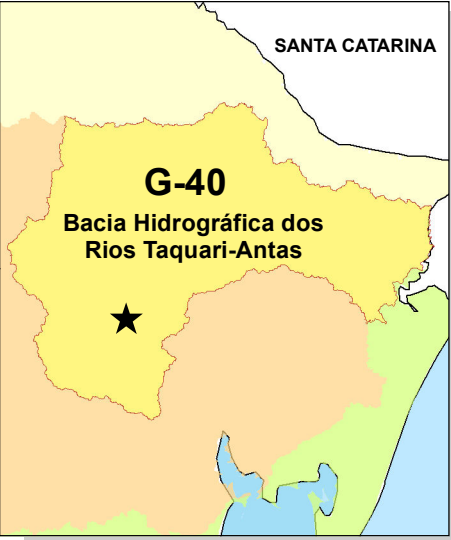 SANTA CATARINA
G-40
Bacia Hidrográfica dos
Rios Taquari-Antas